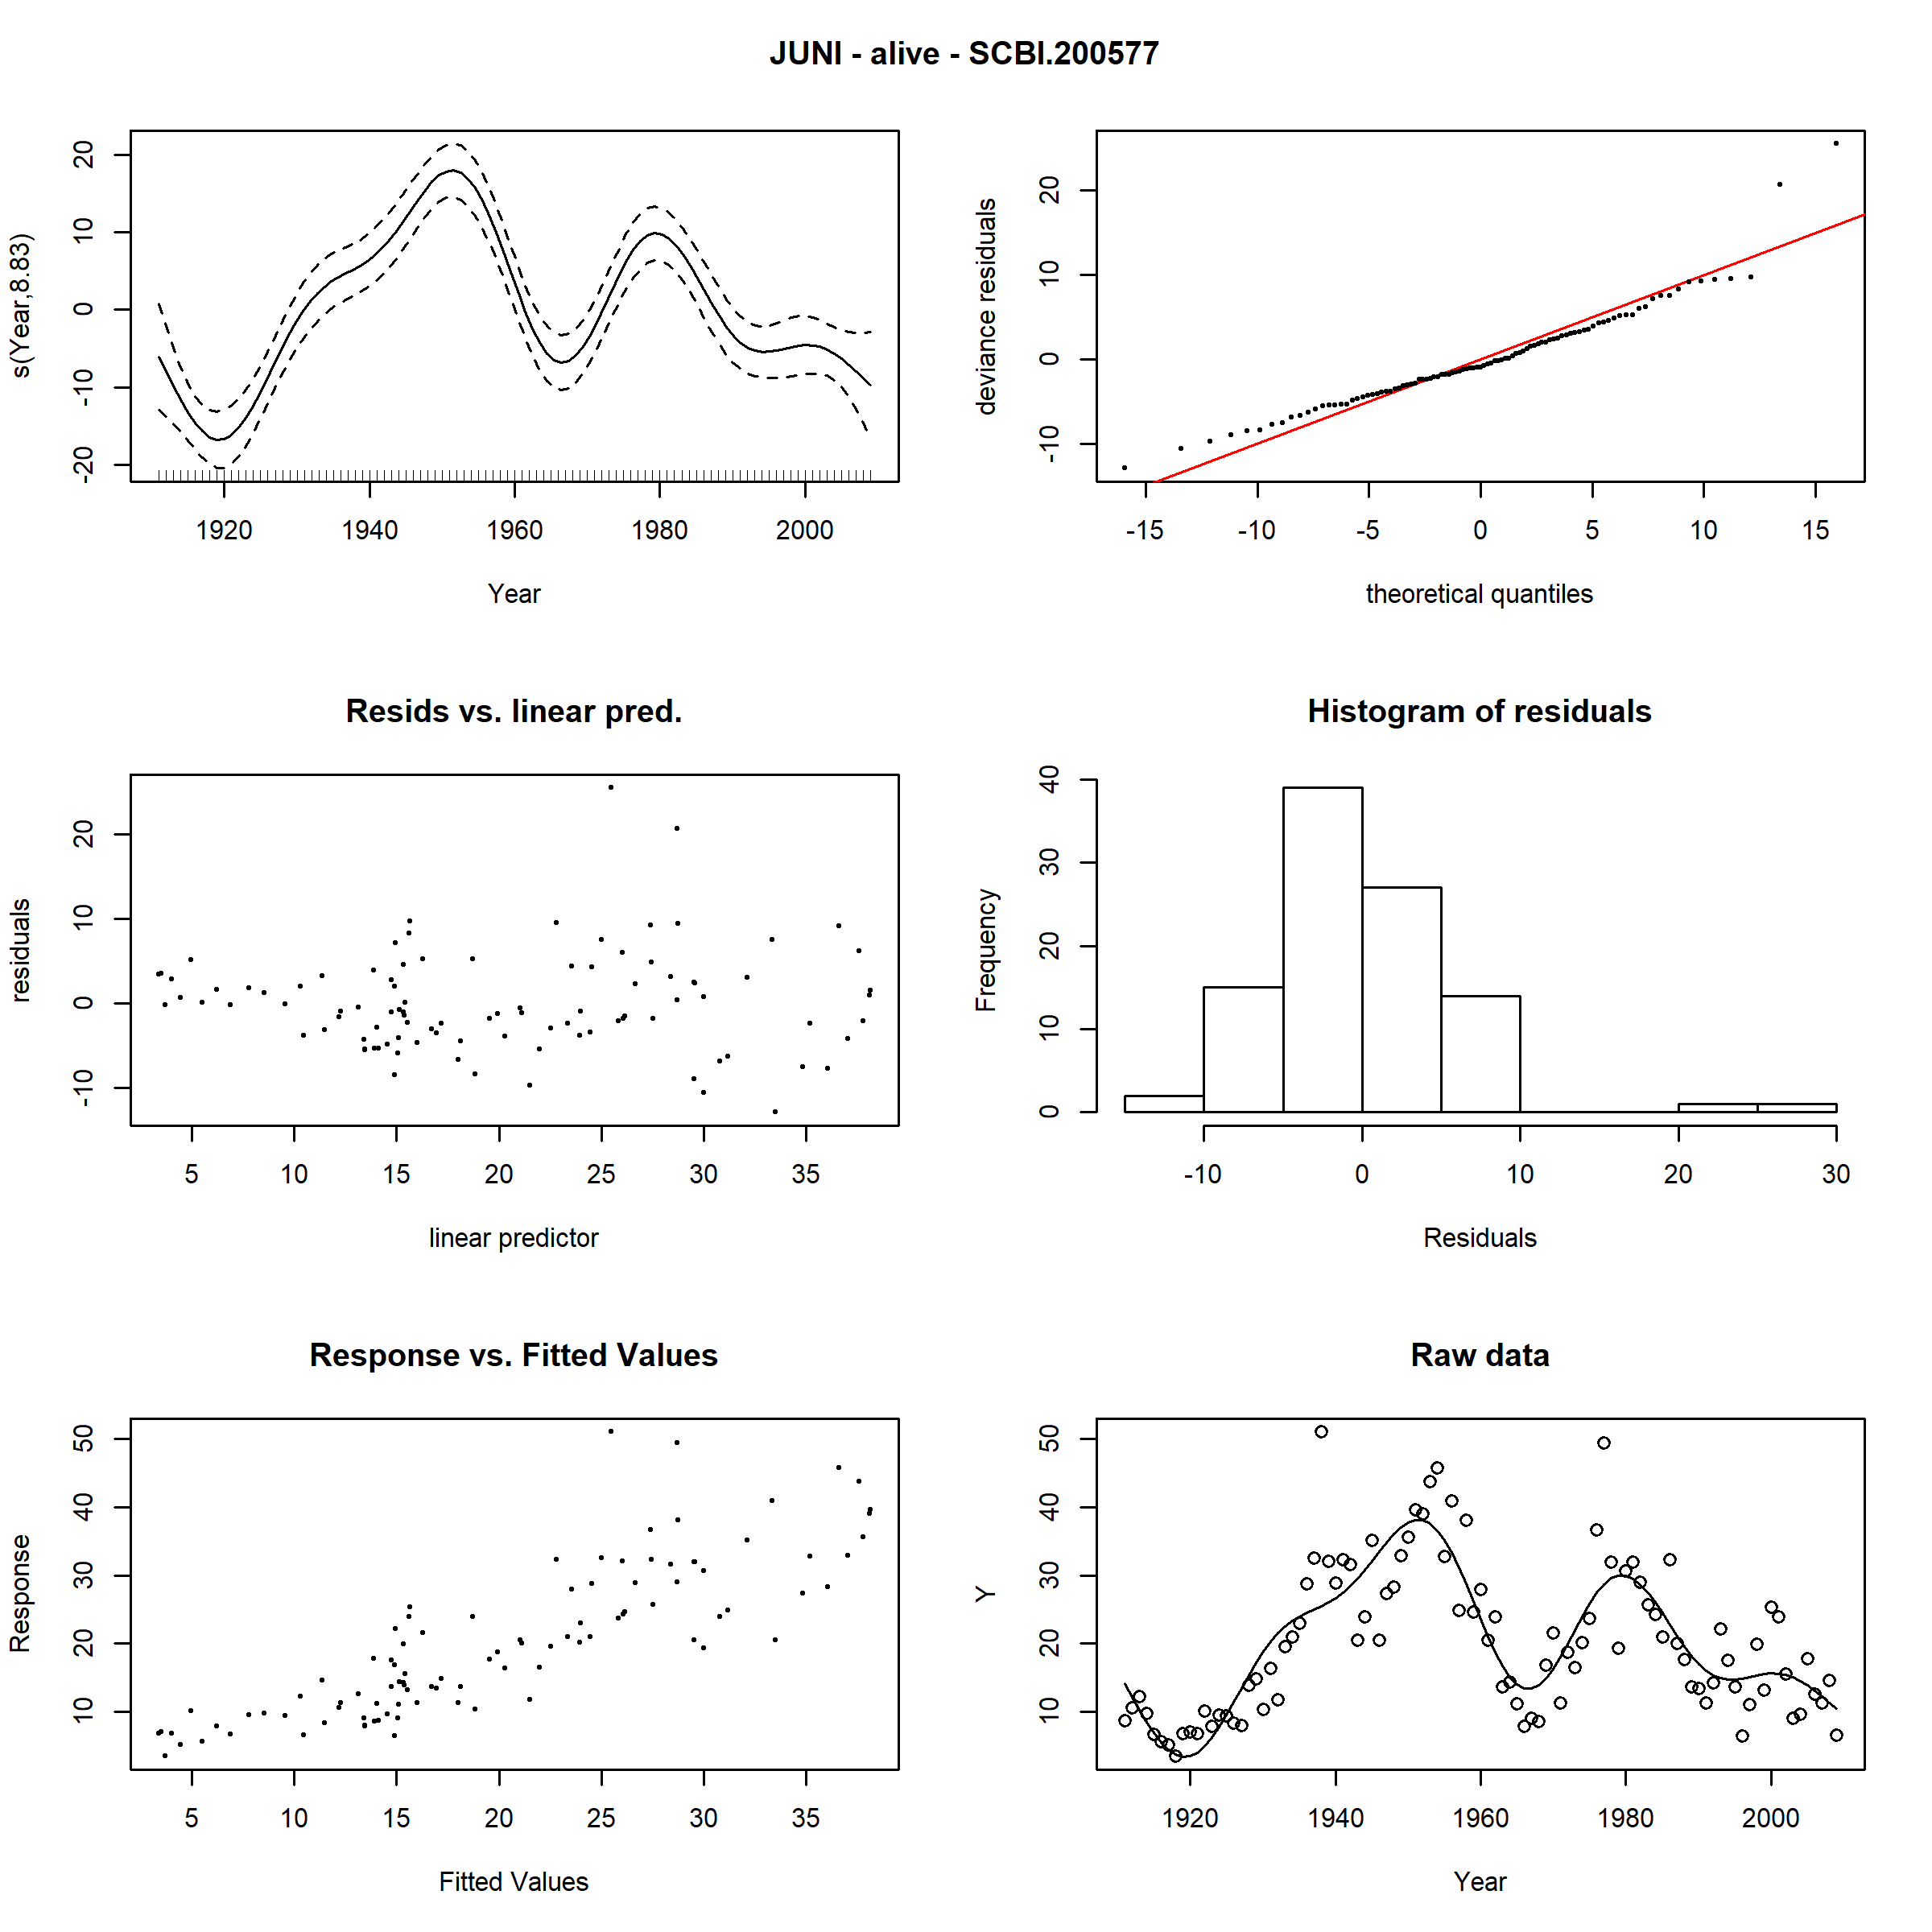 JUNI - alive - SCBI.200577
s(Year,8.83)
20
10
0
-10
-20
1920 1940 1960 1980 2000
Year
deviance residuals
20
10
0
-10
-15 -10 -5 0 5 10 15
theoretical quantiles
Resids vs. linear pred.
residuals
20
10
0
-10
5 10 15 20 25 30 35
linear predictor
Histogram of residuals
Frequency
40
30
20
10
0
-10 0 10 20 30
Residuals
Response vs. Fitted Values
Response
50
40
30
20
10
5 10 15 20 25 30 35
Fitted Values
Raw data
Y
50
40
30
20
10
1920 1940 1960 1980 2000
Year